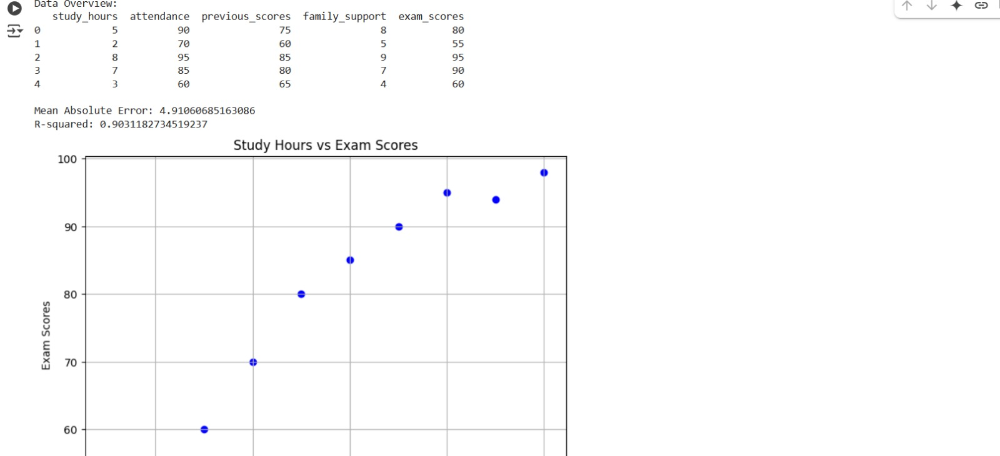 Data Overview:
study_hours attendance previous_scores family_support exam_scores
0 5 90 75 8 80
1 2 70 60 5 55
2 8 95 85 9 95
3 7 85 80 7 90
4 3 60 65 4 60
Mean Absolute Error: 4.91060685163086
R-squared: 0.9031182734519237
Study Hours vs Exam Scores
100
90
80
70
60
Exam Scores